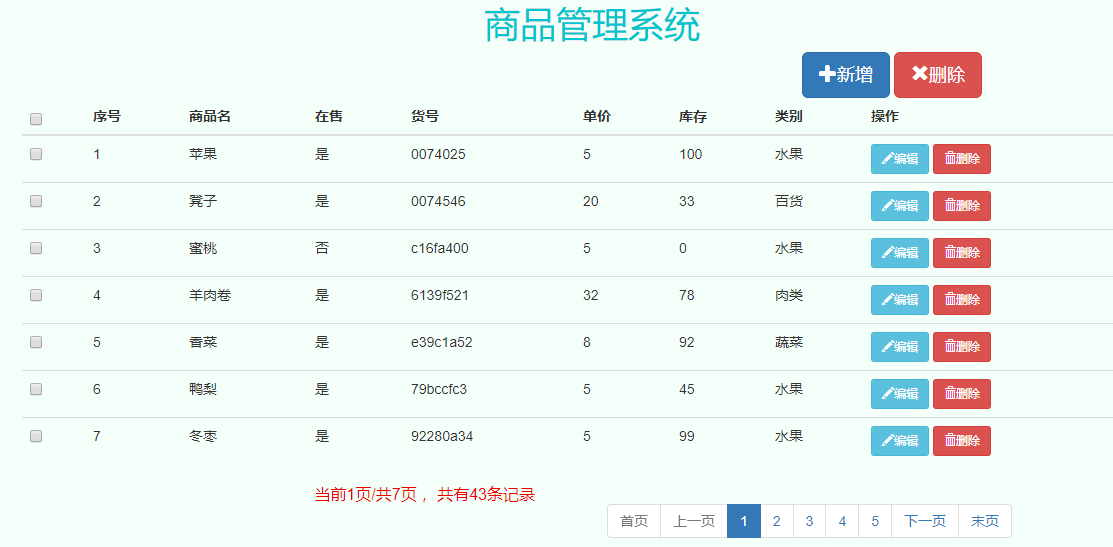 商品管理系统
新增 删除
序号 商品名 在售 货号 单价 库存 类别 操作
1 苹果 是 0074025 5 100 水果 编辑 删除
2 凳子 是 0074546 20 33 百货 编辑 删除
3 蜜桃 否 c16fa400 5 0 水果 编辑 删除
4 羊肉卷 是 6139f521 32 78 肉类 编辑 删除
5 香菜 是 e39c1a52 8 92 蔬菜 编辑 删除
6 鸭梨 是 79bccfc3 5 45 水果 编辑 删除
7 冬枣 是 92280a34 5 99 水果 编辑 删除
当前1页/共7页 ,共有43条记录
首页 上一页 1 2 3 4 5 下一页 末页